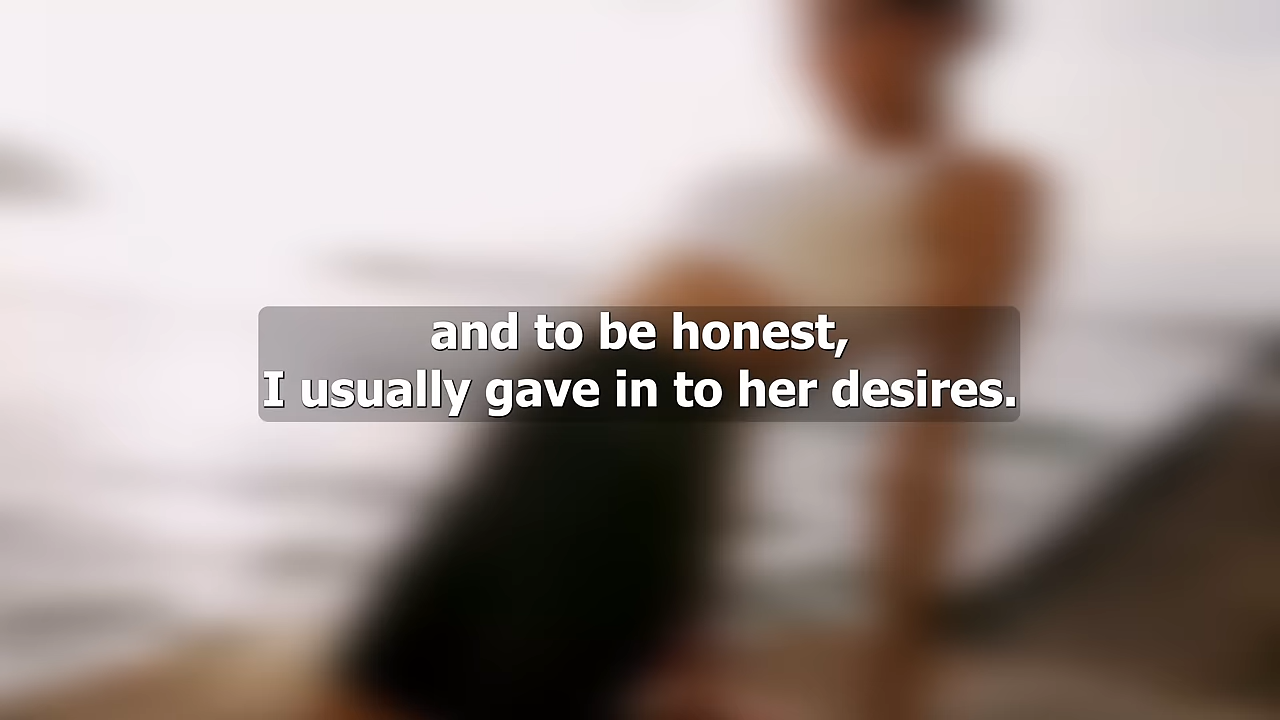 and to be honest,
I usually gave in to her desires.